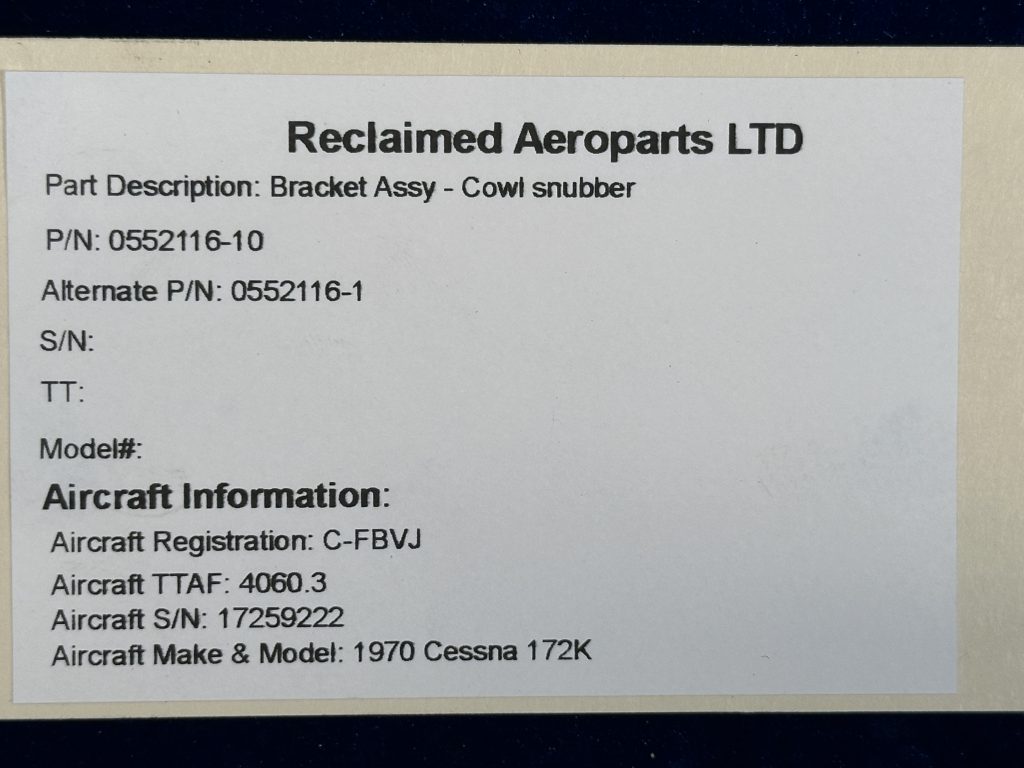 Reclaimed Aeroparts LTD
Part Description: Bracket Assy - Cowl snubber
P/N: 0552116-10
Alternate P/N: 0552116-1
S/N:
TT:
Model#:
Aircraft Information:
Aircraft Registration: C-FBVJ
Aircraft TTAF: 4060.3
Aircraft S/N: 17259222
Aircraft Make & Model: 1970 Cessna 172K